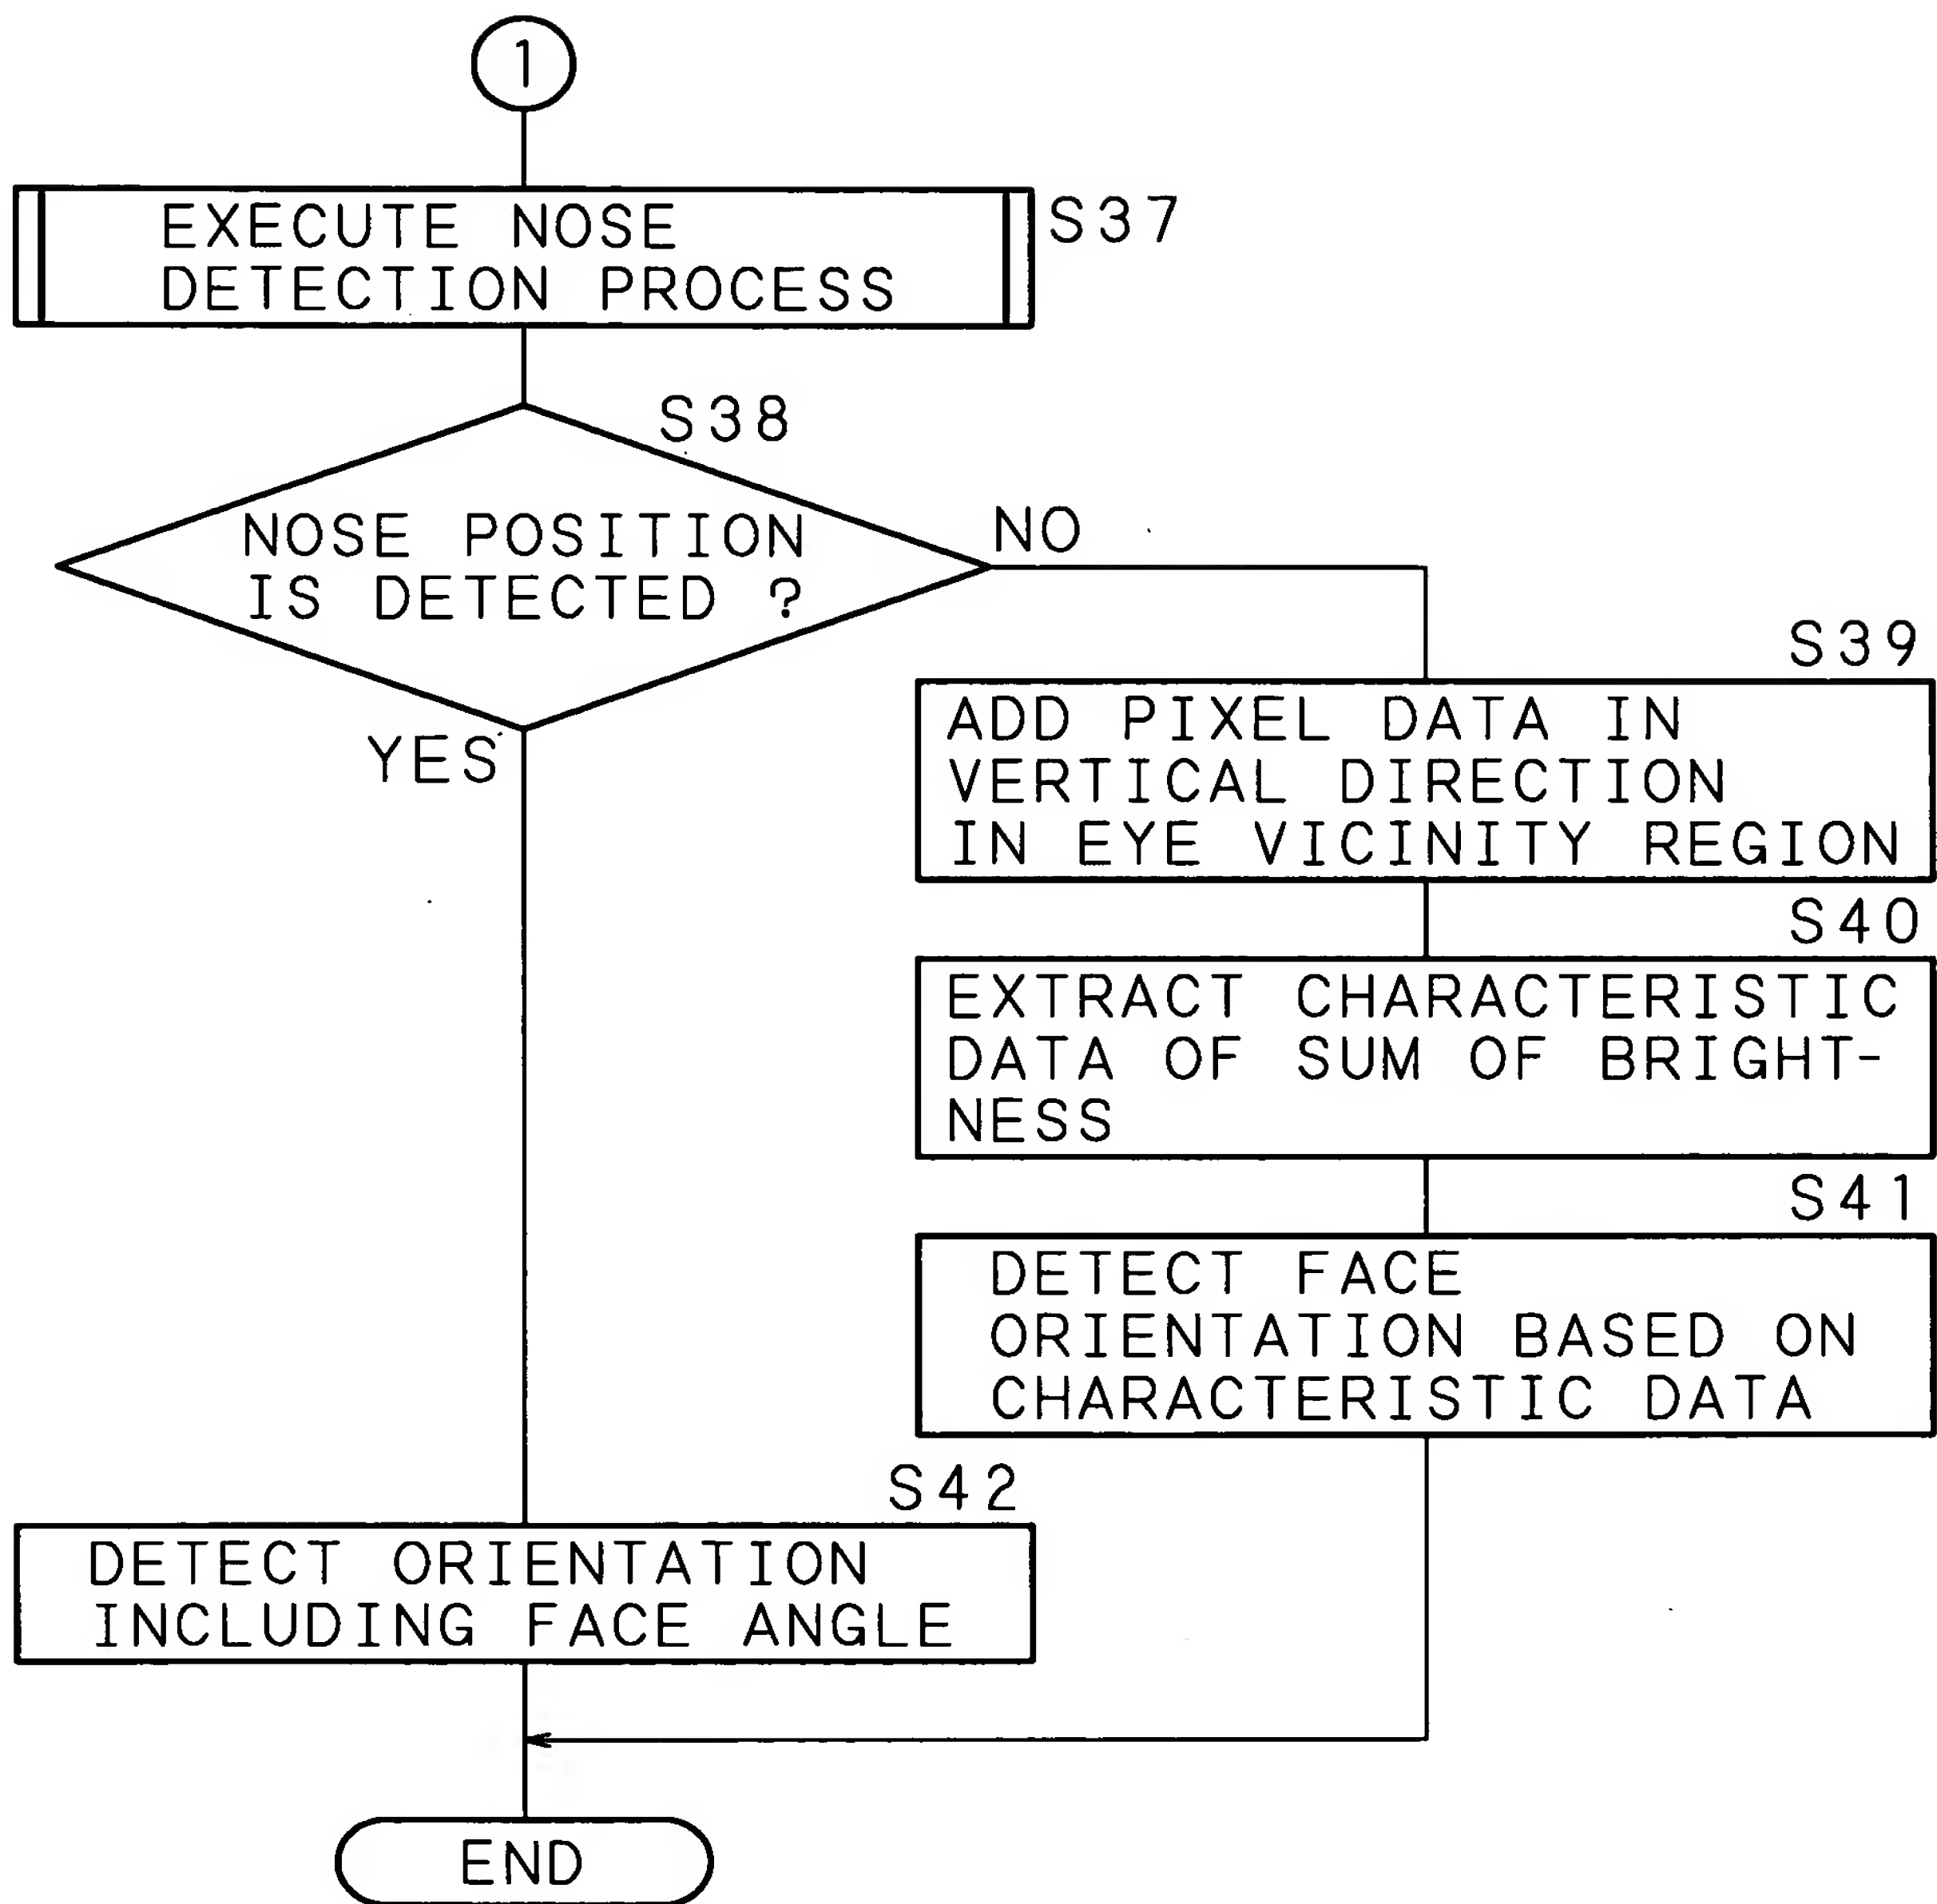 1
EXECUTE NOSE
DETECTION PROCESS
S37
S38
NOSE POSITION
IS DETECTED ?
NO
YES
S39
ADD PIXEL DATA IN
VERTICAL DIRECTION
IN EYE VICINITY REGION
S40
EXTRACT CHARACTERISTIC
DATA OF SUM OF BRIGHT-
NESS
S41
DETECT FACE
ORIENTATION BASED ON
CHARACTERISTIC DATA
S42
DETECT ORIENTATION
INCLUDING FACE ANGLE
END